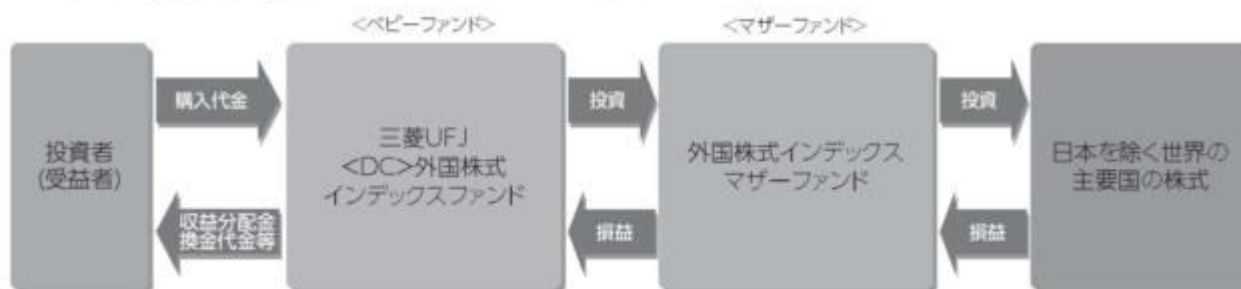 <ベビーファンド>
<マザーファンド>
投資者
(受益者)
購入代金
収益分配金
換金代金等
三菱UFJ
<DC>外国株式
インデックスファンド
投資
損益
外国株式インデックス
マザーファンド
投資
損益
日本を除く世界の
主要国の株式